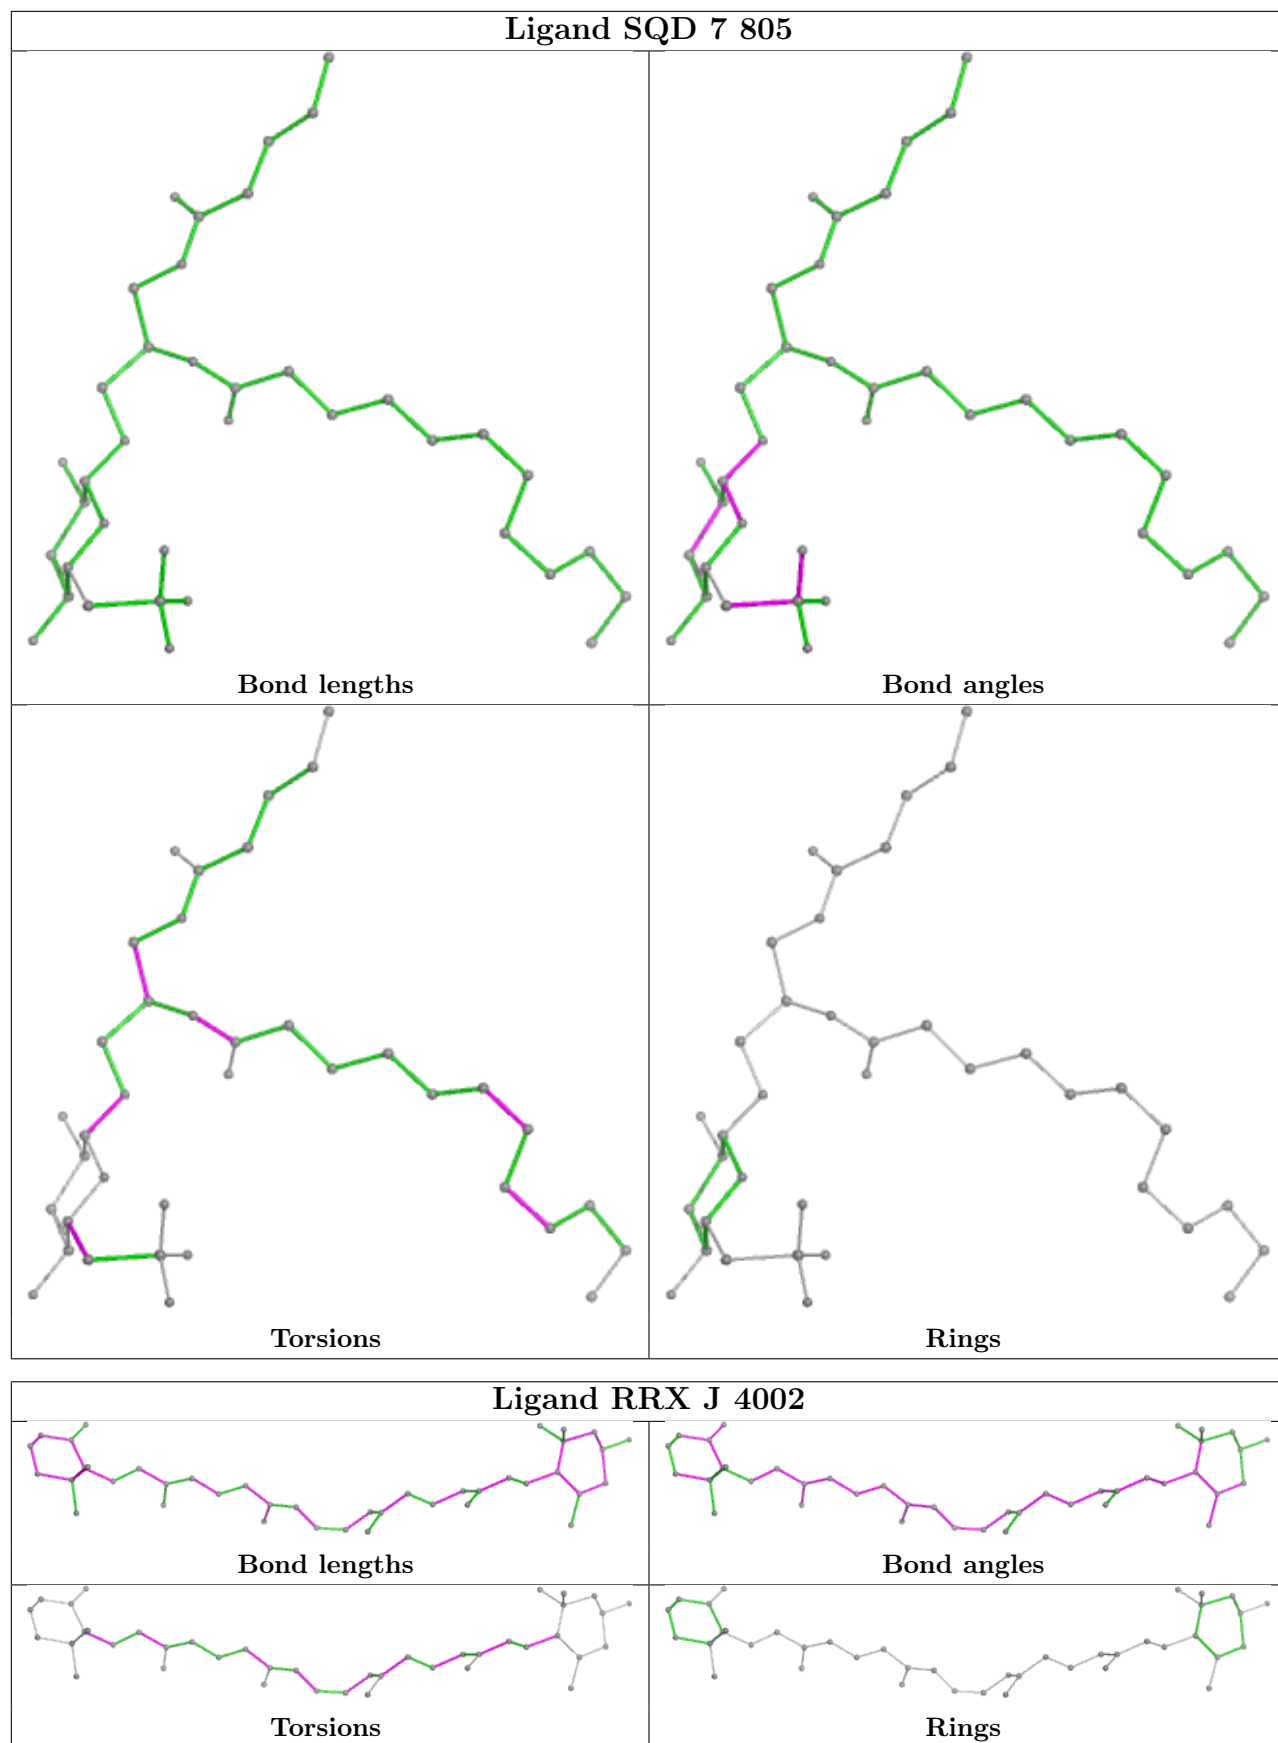 Ligand SQD 7 805
Bond lengths
Bond angles
Torsions
Rings
Ligand RRX J 4002
Bond lengths
Bond angles
Torsions
Rings